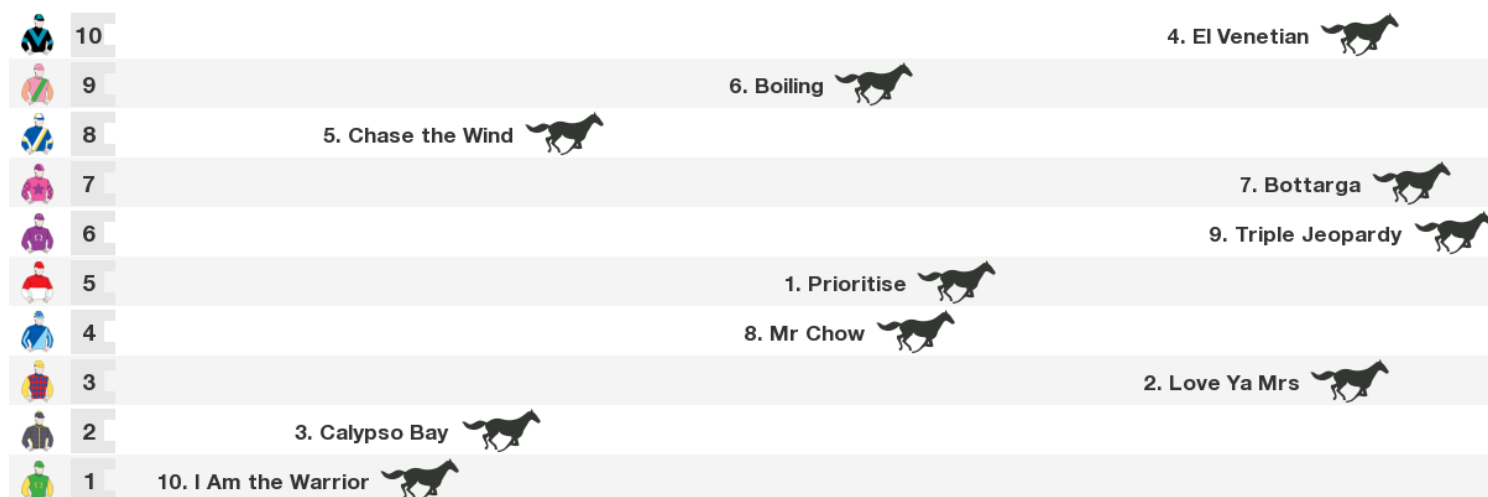 10 4. El Venetian
9 6. Boiling
8 5. Chase the Wind
7 7. Bottarga
6 9. Triple Jeopardy
5 1. Prioritise
4 8. Mr Chow
3 2. Love Ya Mrs
2 3. Calypso Bay
1 10. I Am the Warrior